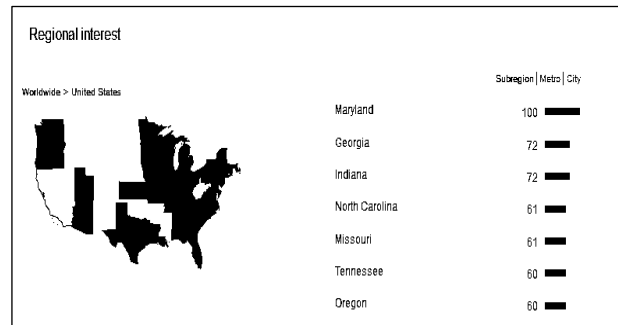 Regional interest
Subregion | Metro | City
Worldwide > United States
Maryland 100
Georgia 72
Indiana 72
North Carolina 61
Missouri 61
Tennessee 60
Oregon 60